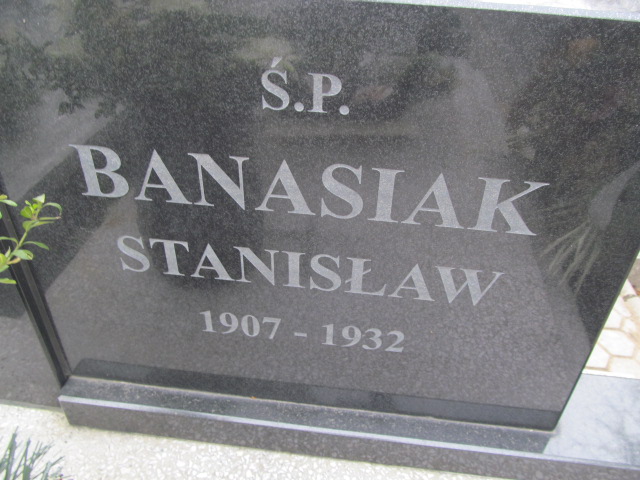 Ś.P.
BANASIAK
STANISŁAW
1907 - 1932